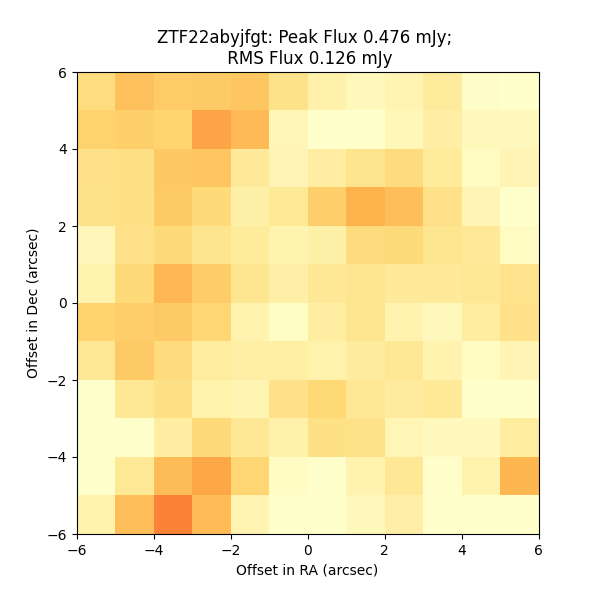 ZTF22abyjfgt: Peak Flux 0.476 mJy;
RMS Flux 0.126 mJy
6
4
2
0
−2
−4
−6
Offset in Dec (arcsec)
−6 −4 −2 0 2 4 6
Offset in RA (arcsec)